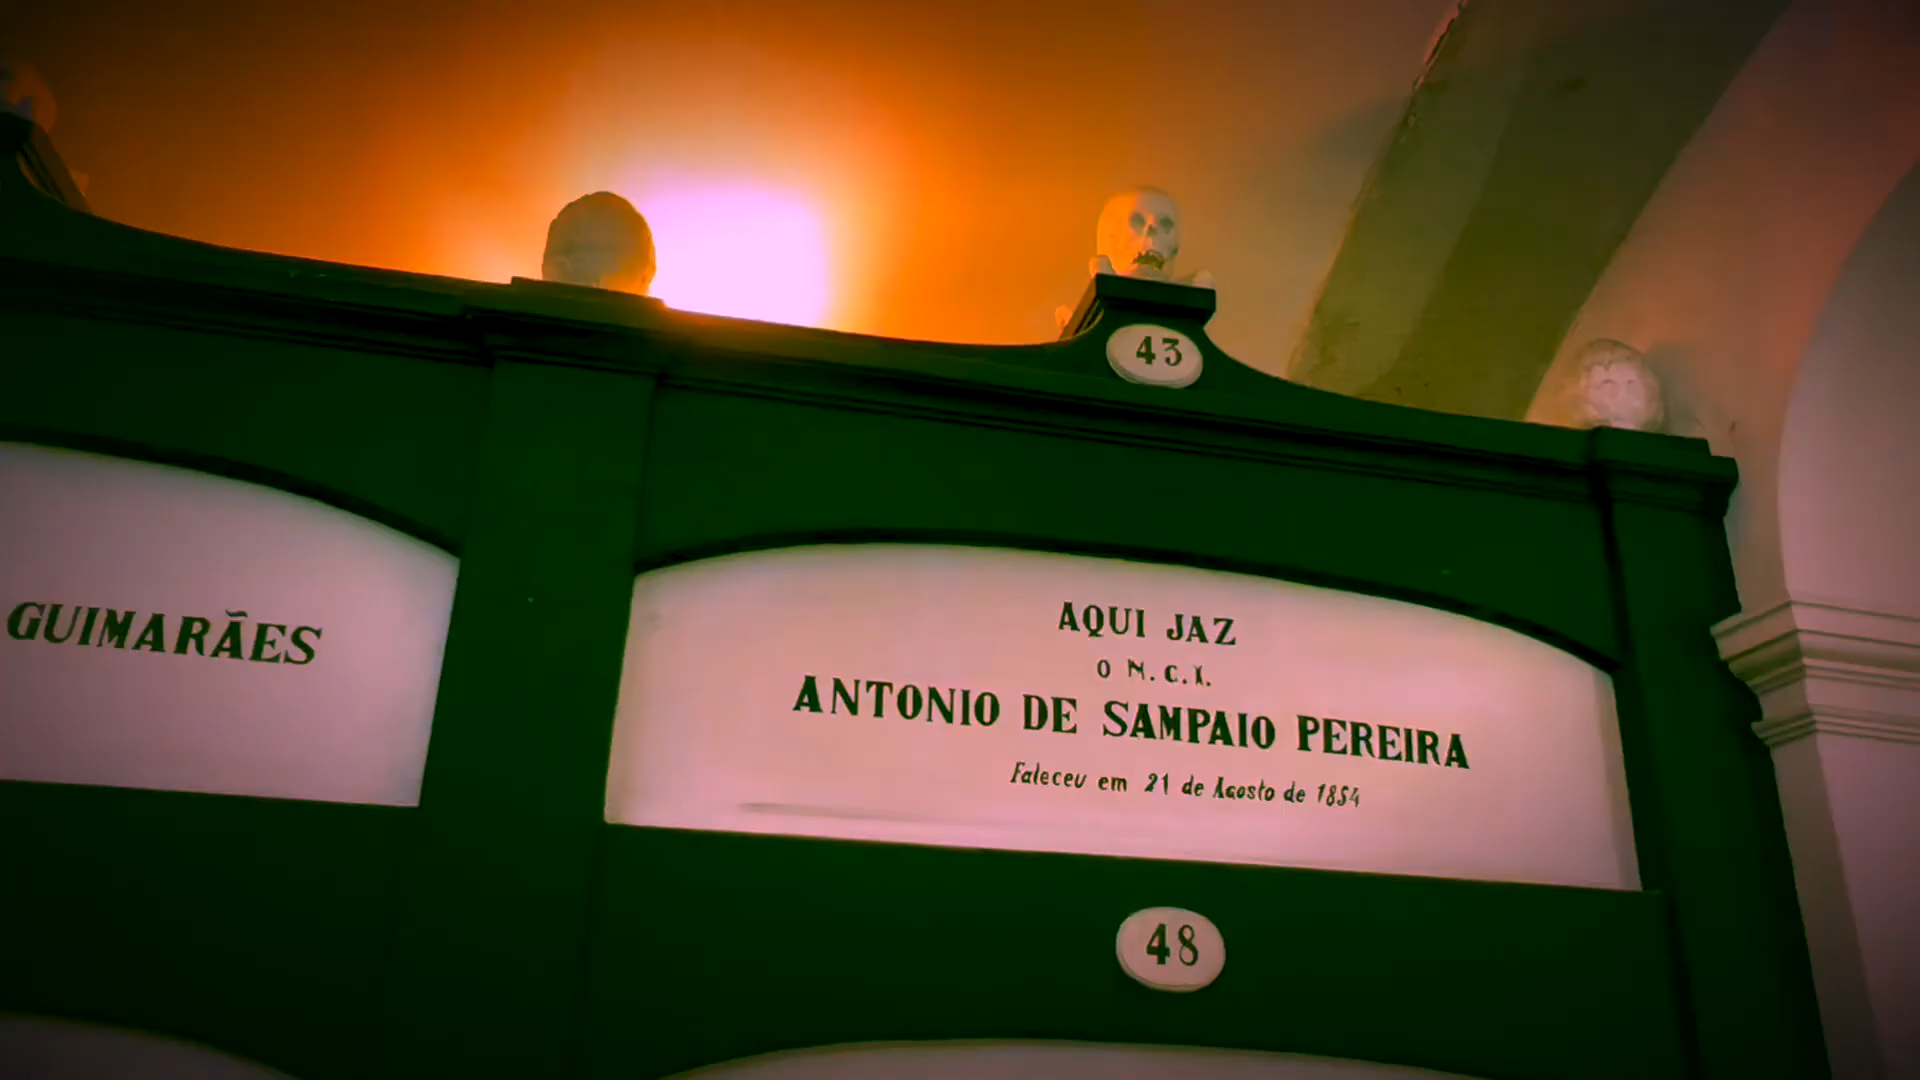 43
GUIMARÃES
AQUI JAZ
O N.C.I.
ANTONIO DE SAMPAIO PEREIRA
Faleceu em 21 de Agosto de 1854
48